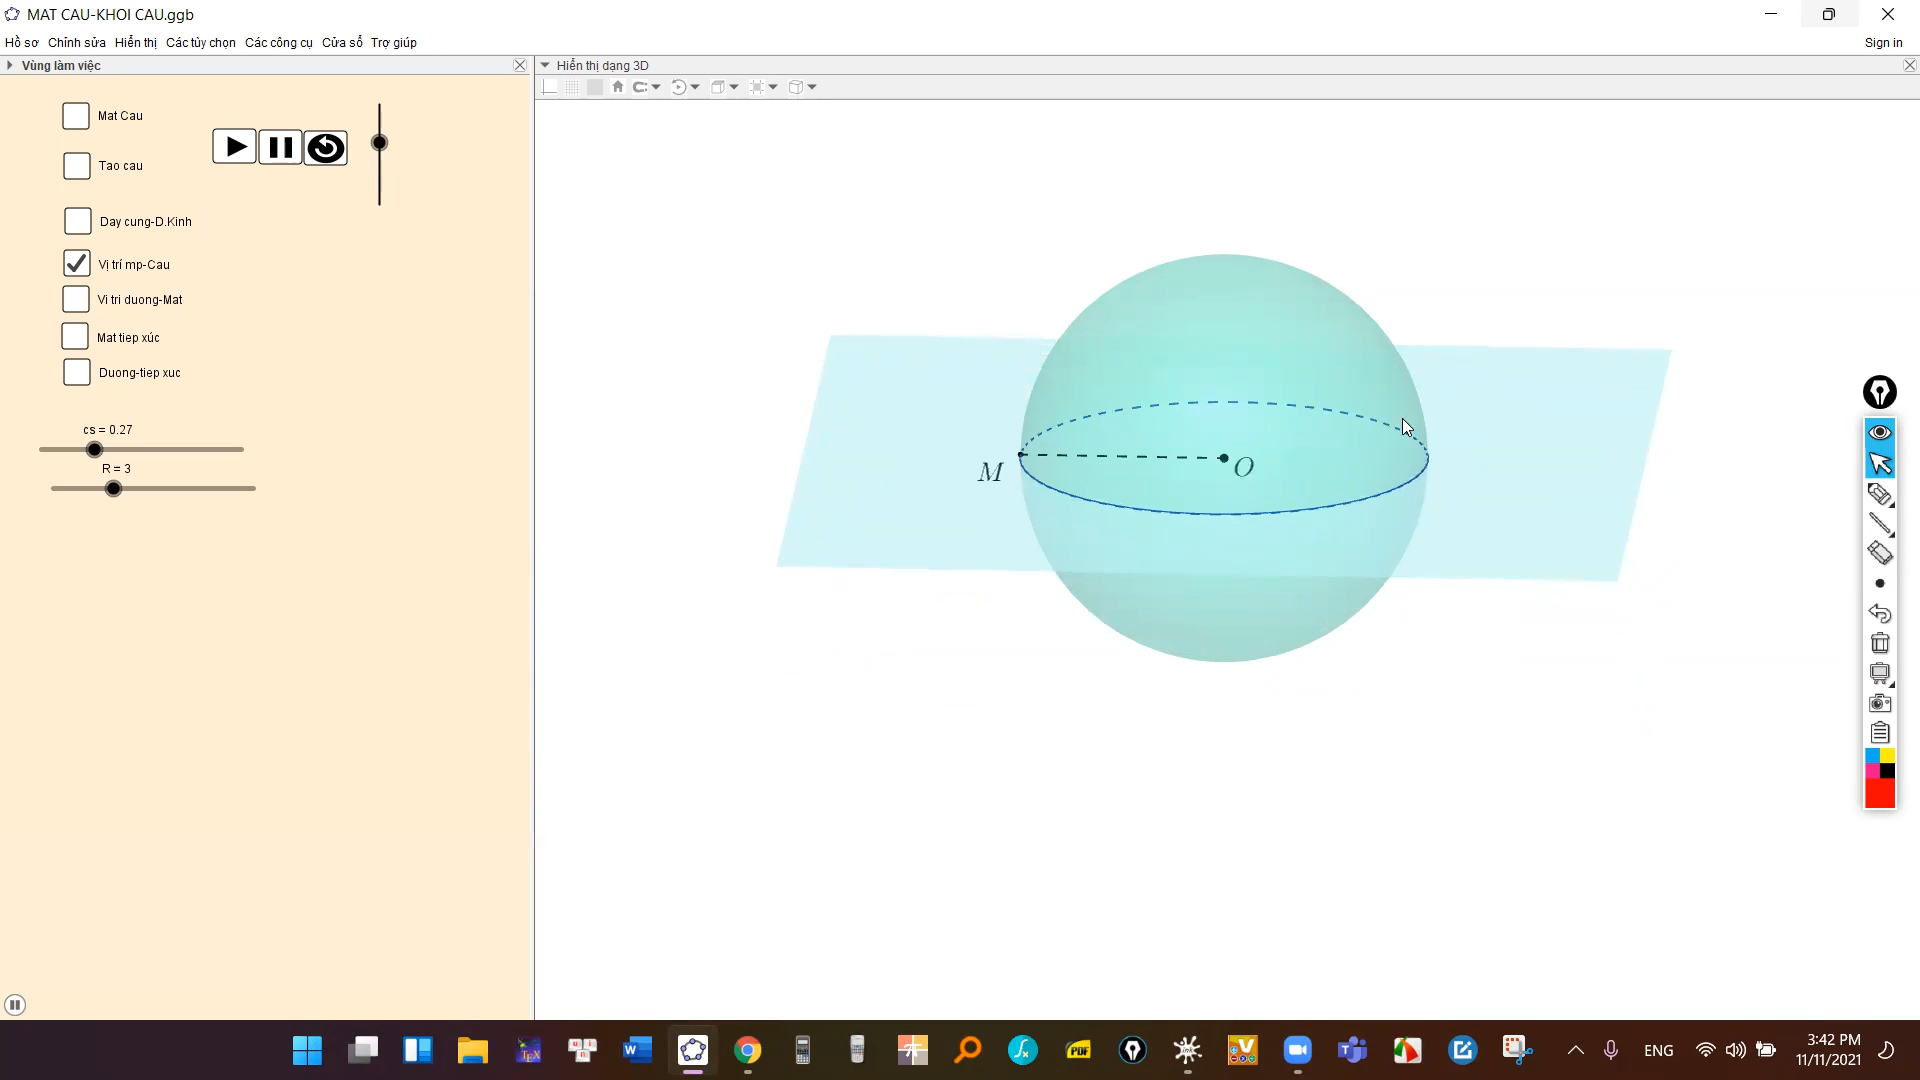 MAT CAU-KHOI CAU.ggb
Hồ sơ Chỉnh sửa Hiển thị Các tùy chọn Các công cụ Cửa sổ Trợ giúp
Sign in
Vùng làm việc
Hiển thị dạng 3D
Mat Cau
Tao cau
Day cung-D.Kinh
Vị trí mp-Cau
Vi tri duong-Mat
Mat tiep xúc
Duong-tiep xuc
cs = 0.27
R = 3
M
O
TEX
W
PDF
ENG
3:42 PM
11/11/2021